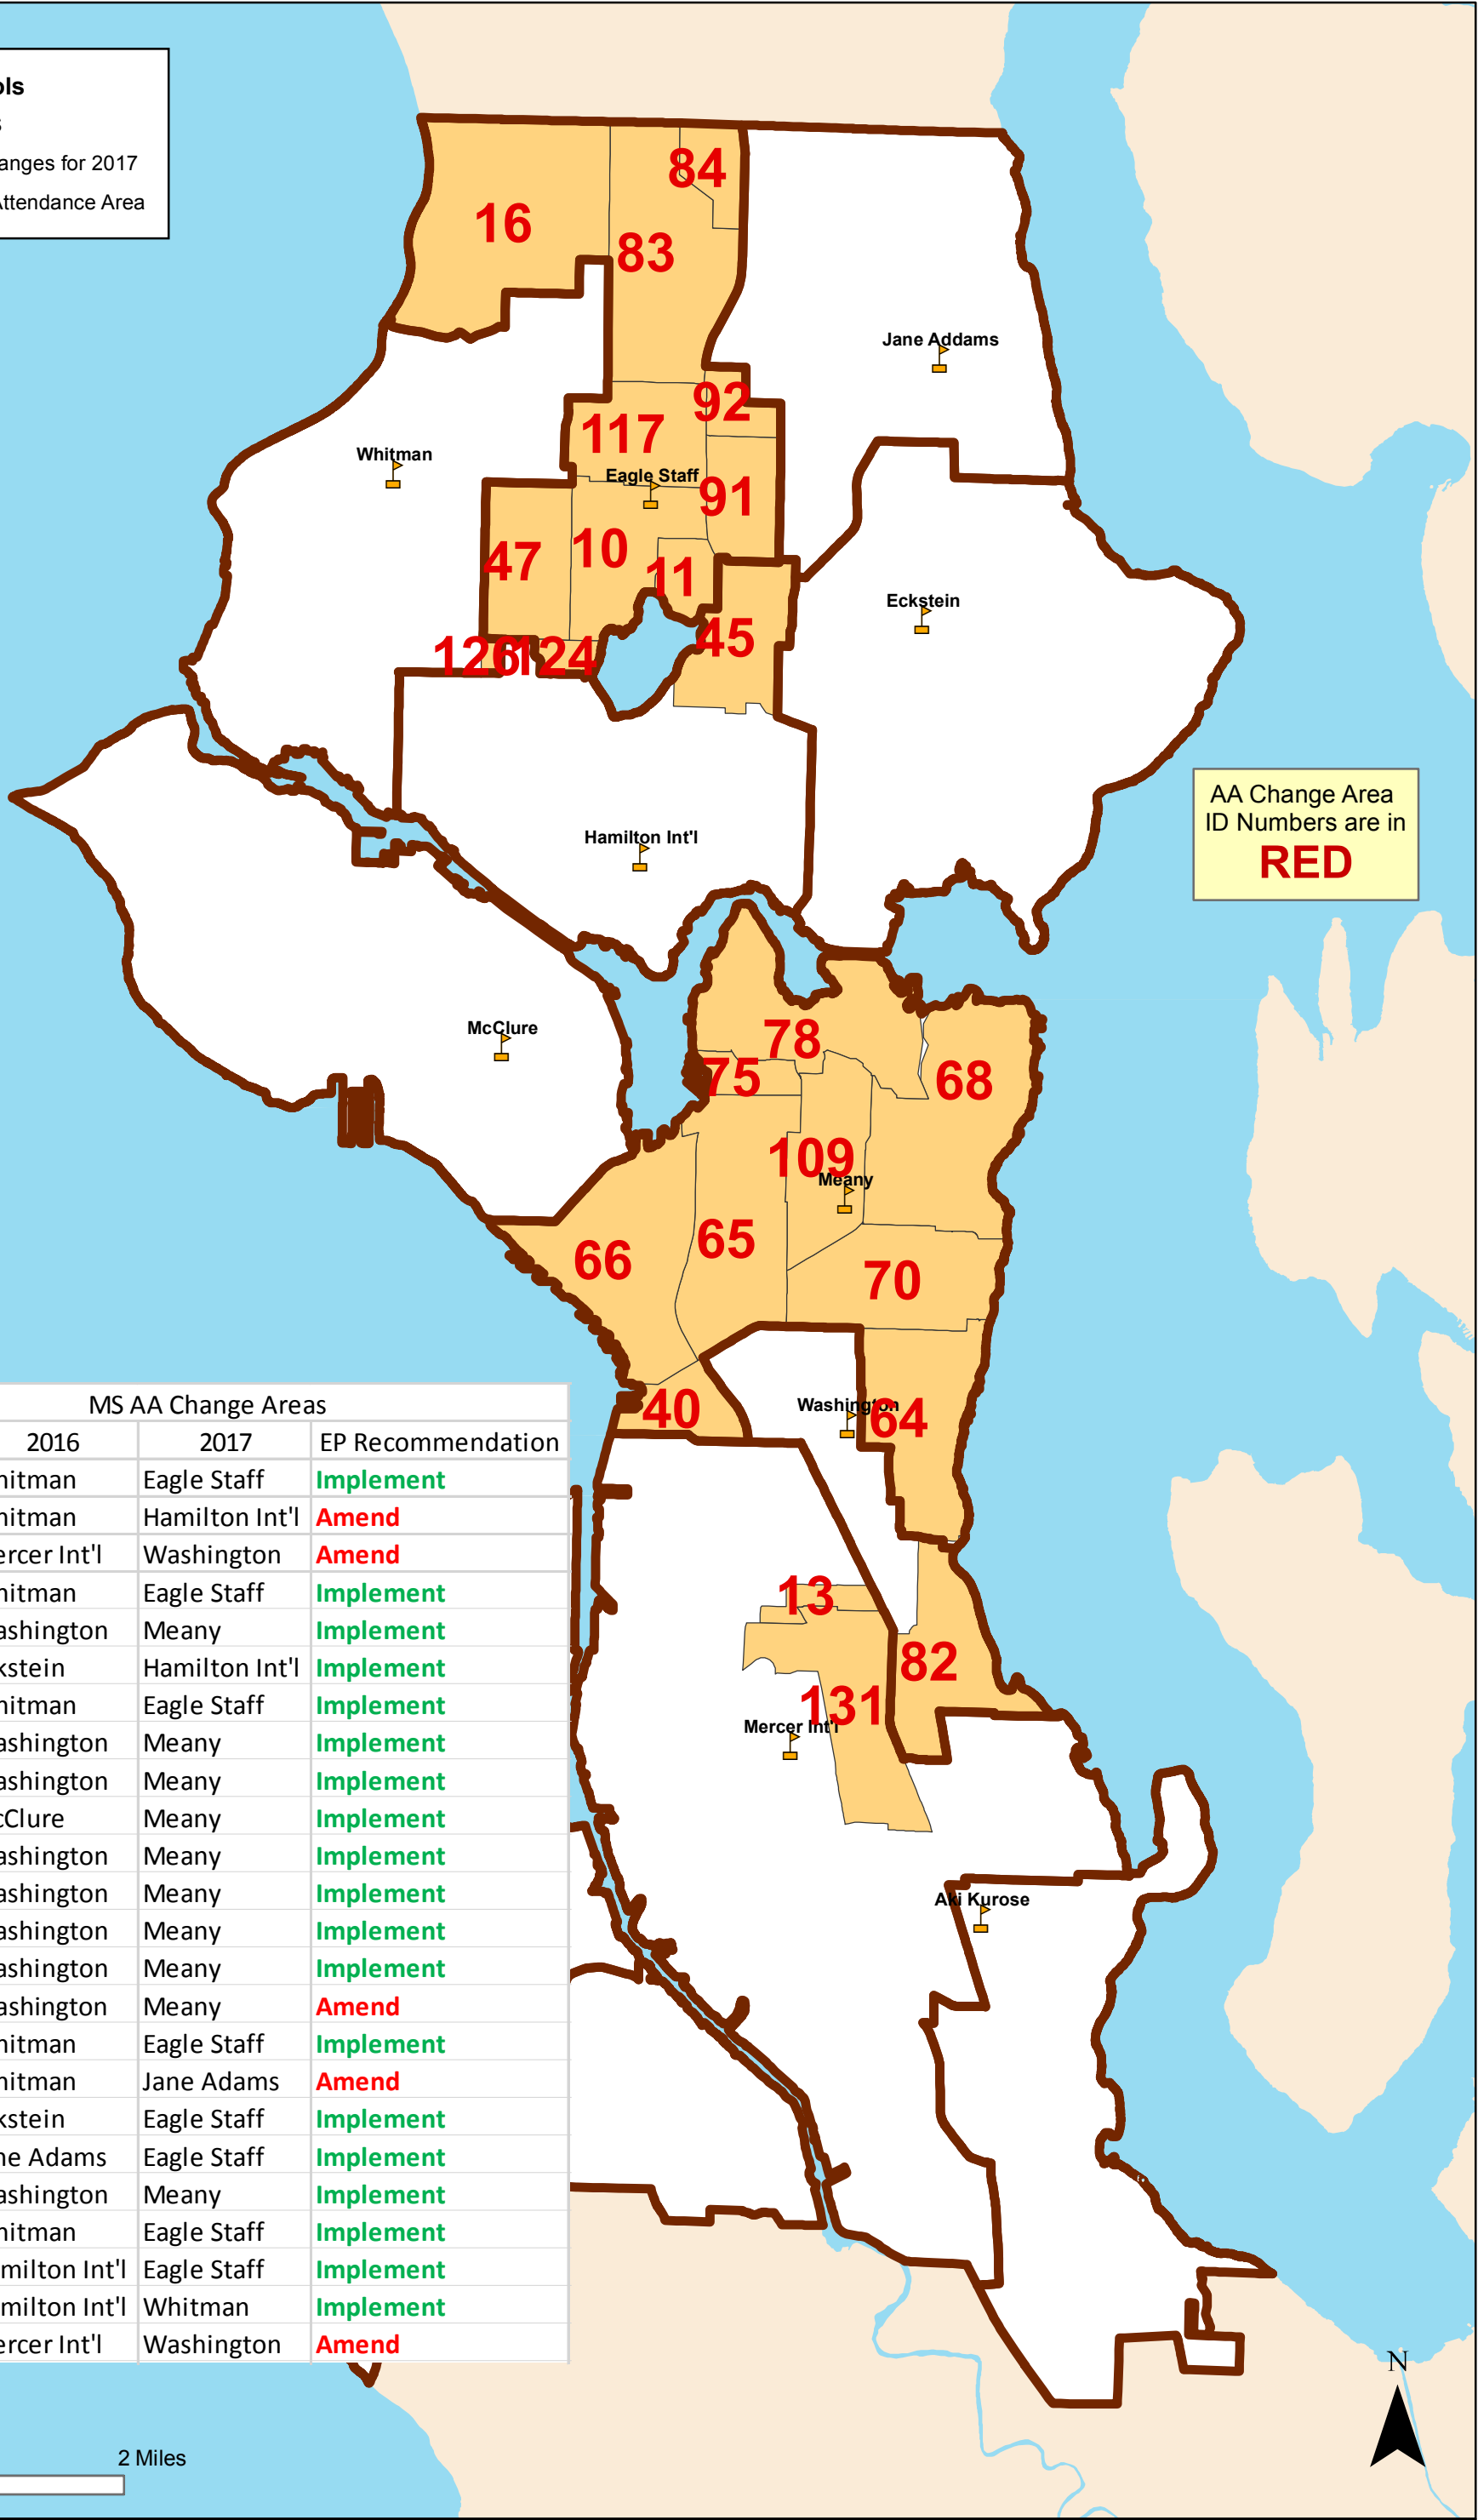 ols
s
anges for 2017
Attendance Area
84
16
83
Jane Addams
92
117
Whitman
Eagle Staff
91
10
47
11
Eckstein
45
126
124
AA Change Area
ID Numbers are in
RED
Hamilton Int'l
McClure
78
75
68
109
Meany
65
66
70
Washington
64
40
13
82
131
Mercer Int'l
Aki Kurose
MS AA Change Areas
2016 2017 EP Recommendation
hitman Eagle Staff Implement
hitman Hamilton Int'l Amend
ercer Int'l Washington Amend
hitman Eagle Staff Implement
ashington Meany Implement
kstein Hamilton Int'l Implement
hitman Eagle Staff Implement
ashington Meany Implement
ashington Meany Implement
cClure Meany Implement
ashington Meany Implement
ashington Meany Implement
ashington Meany Implement
ashington Meany Implement
ashington Meany Amend
hitman Eagle Staff Implement
hitman Jane Adams Amend
kstein Eagle Staff Implement
ne Adams Eagle Staff Implement
ashington Meany Implement
hitman Eagle Staff Implement
milton Int'l Eagle Staff Implement
milton Int'l Whitman Implement
ercer Int'l Washington Amend
2 Miles
N